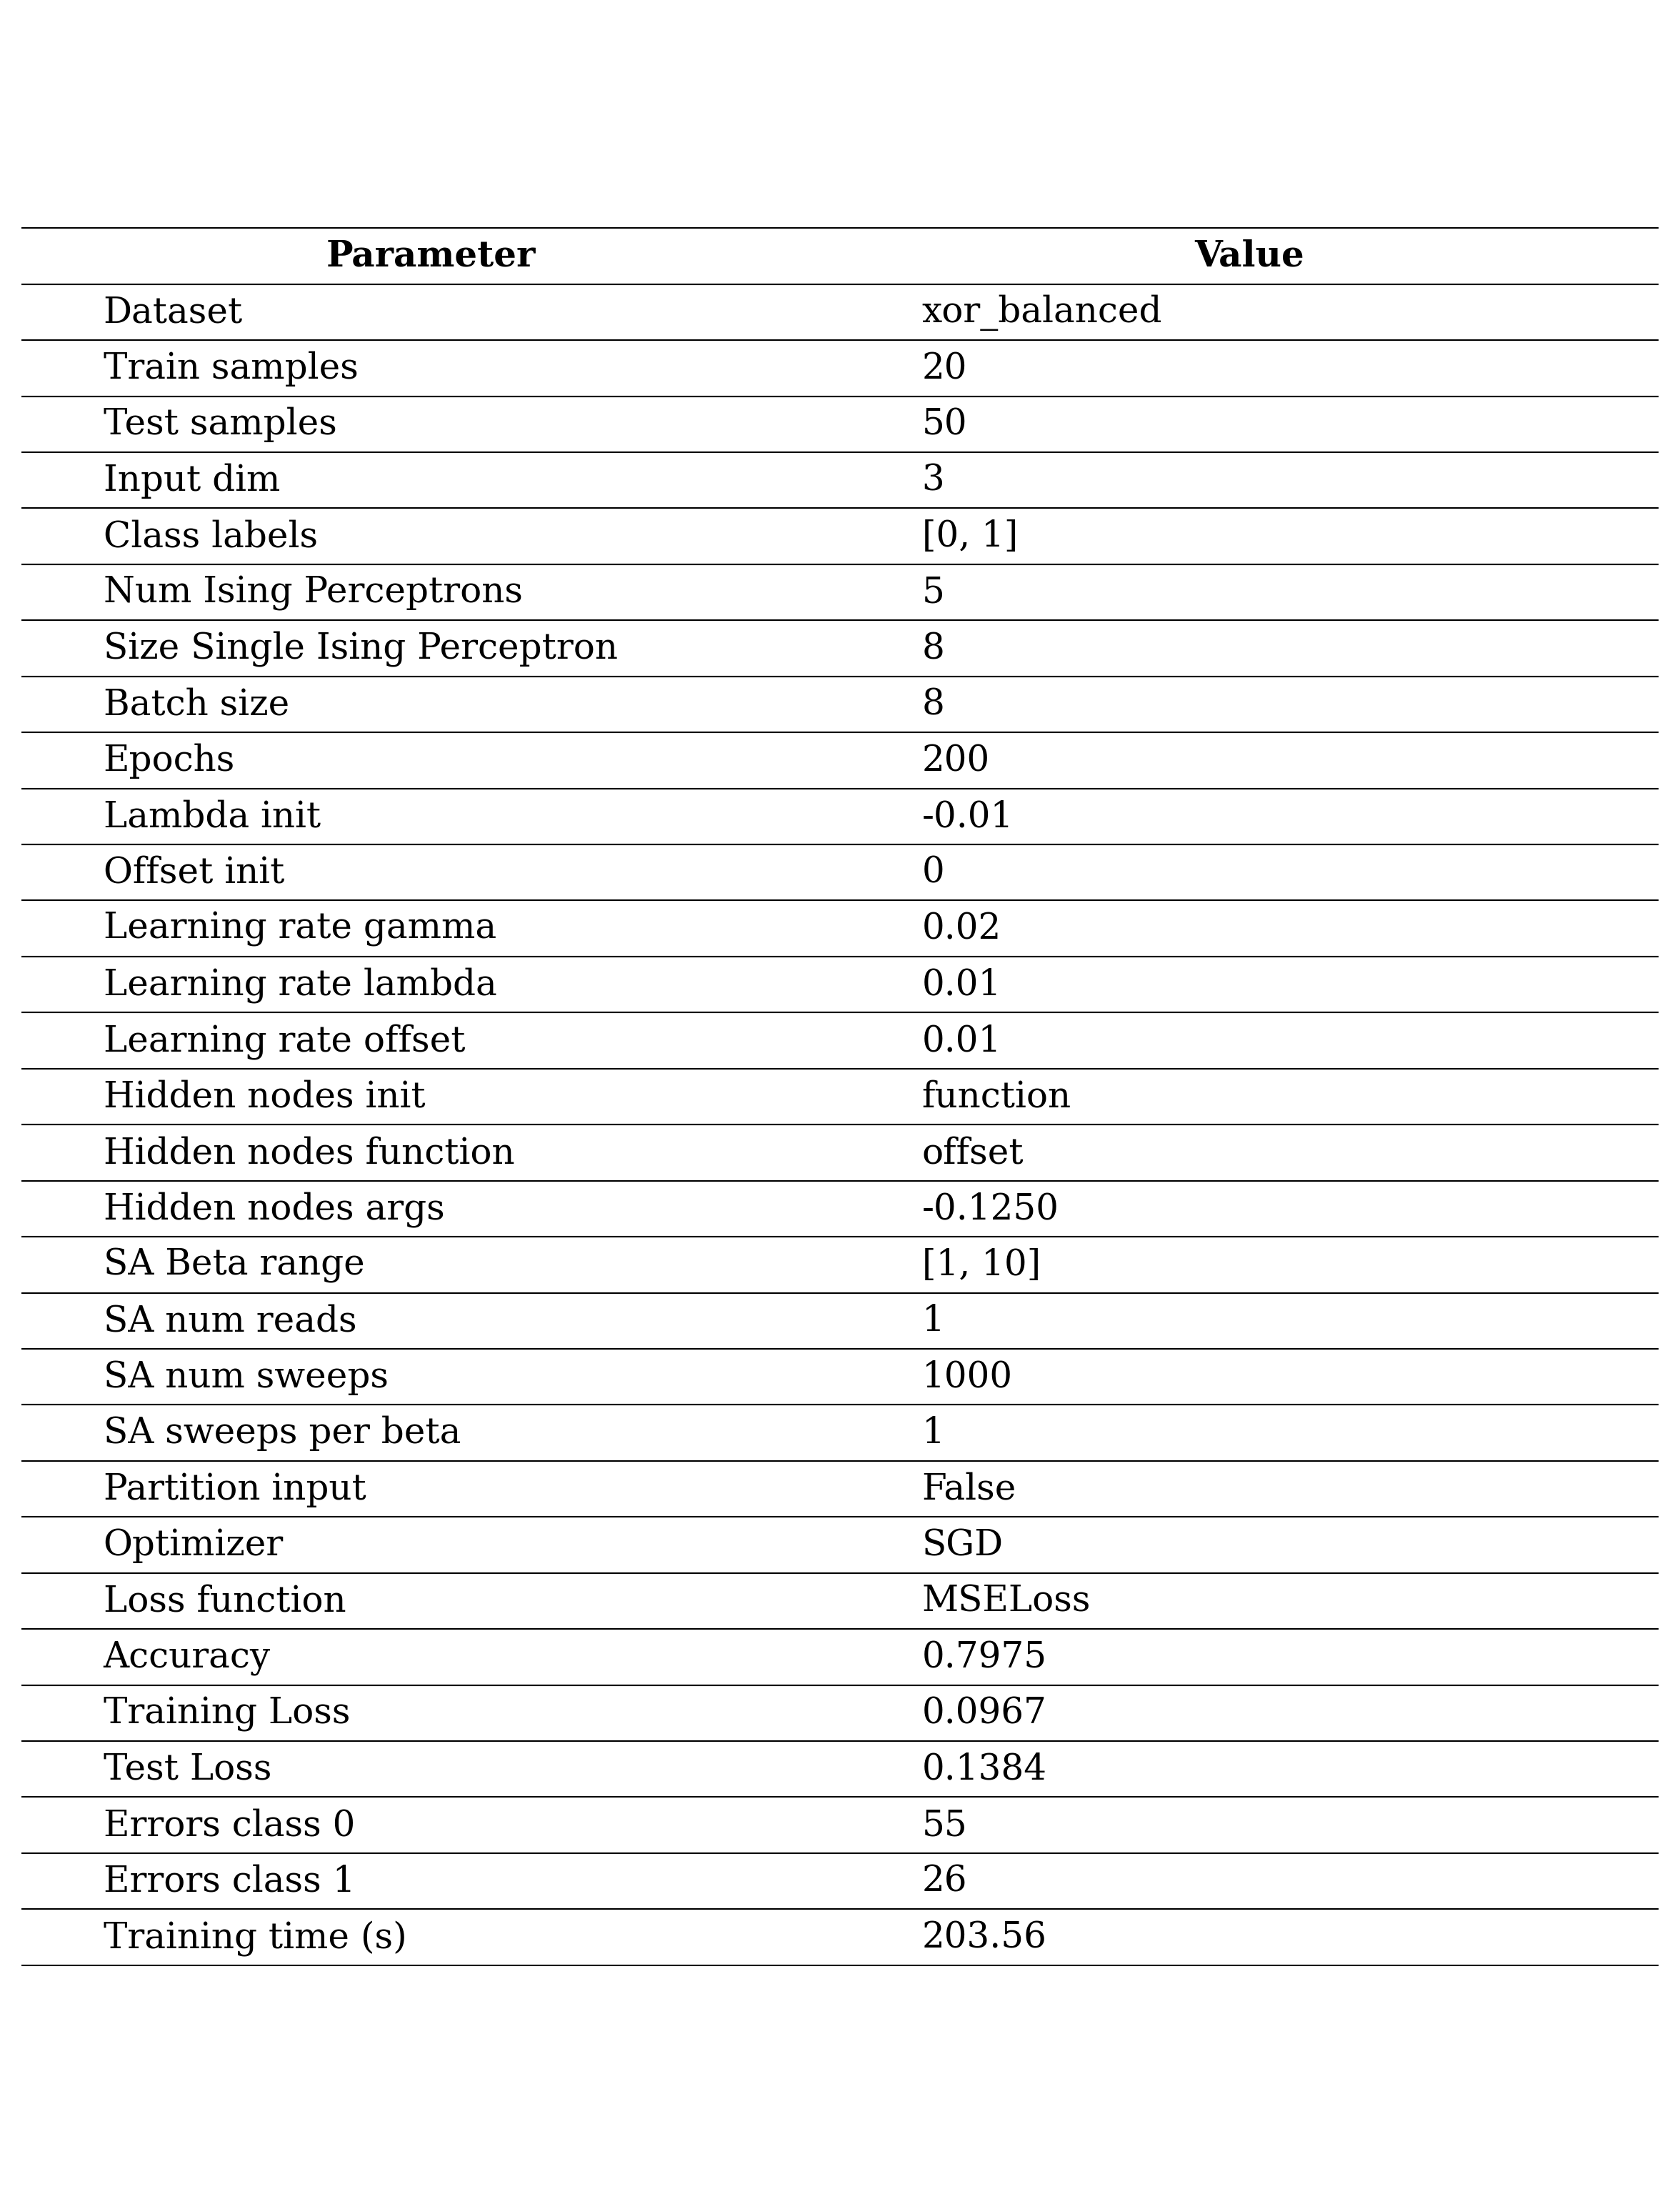 Parameter Value
Dataset xor_balanced
Train samples 20
Test samples 50
Input dim 3
Class labels [0, 1]
Num Ising Perceptrons 5
Size Single Ising Perceptron 8
Batch size 8
Epochs 200
Lambda init -0.01
Offset init 0
Learning rate gamma 0.02
Learning rate lambda 0.01
Learning rate offset 0.01
Hidden nodes init function
Hidden nodes function offset
Hidden nodes args -0.1250
SA Beta range [1, 10]
SA num reads 1
SA num sweeps 1000
SA sweeps per beta 1
Partition input False
Optimizer SGD
Loss function MSELoss
Accuracy 0.7975
Training Loss 0.0967
Test Loss 0.1384
Errors class 0 55
Errors class 1 26
Training time (s) 203.56